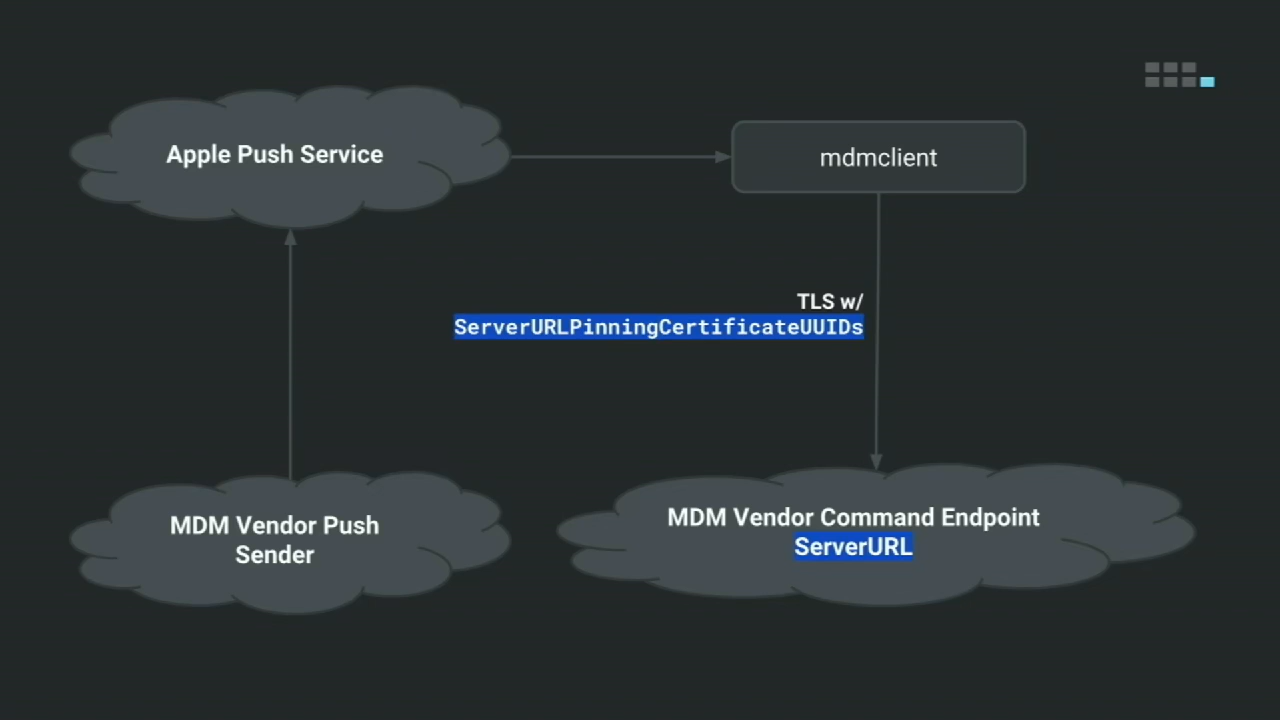 Apple Push Service
mdmclient
TLS w/
ServerURLPinningCertificateUUIDs
MDM Vendor Push
Sender
MDM Vendor Command Endpoint
ServerURL